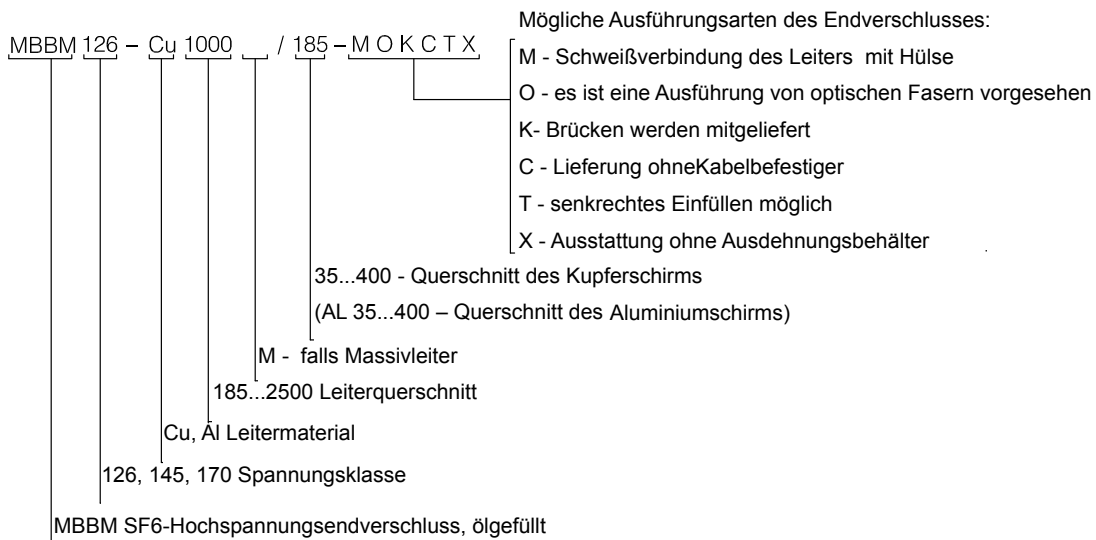 Mögliche Ausführungsarten des Endverschlusses:
MBBM 126 – Cu 1000 / 185 – M O K C T X
M - Schweißverbindung des Leiters mit Hülse
O - es ist eine Ausführung von optischen Fasern vorgesehen
K- Brücken werden mitgeliefert
C - Lieferung ohneKabelbefestiger
T - senkrechtes Einfüllen möglich
X - Ausstattung ohne Ausdehnungsbehälter
35...400 - Querschnitt des Kupferschirms
(AL 35...400 – Querschnitt des Aluminiumschirms)
M - falls Massivleiter
185...2500 Leiterquerschnitt
Cu, Al Leitermaterial
126, 145, 170 Spannungsklasse
MBBM SF6-Hochspannungsendverschluss, ölgefüllt